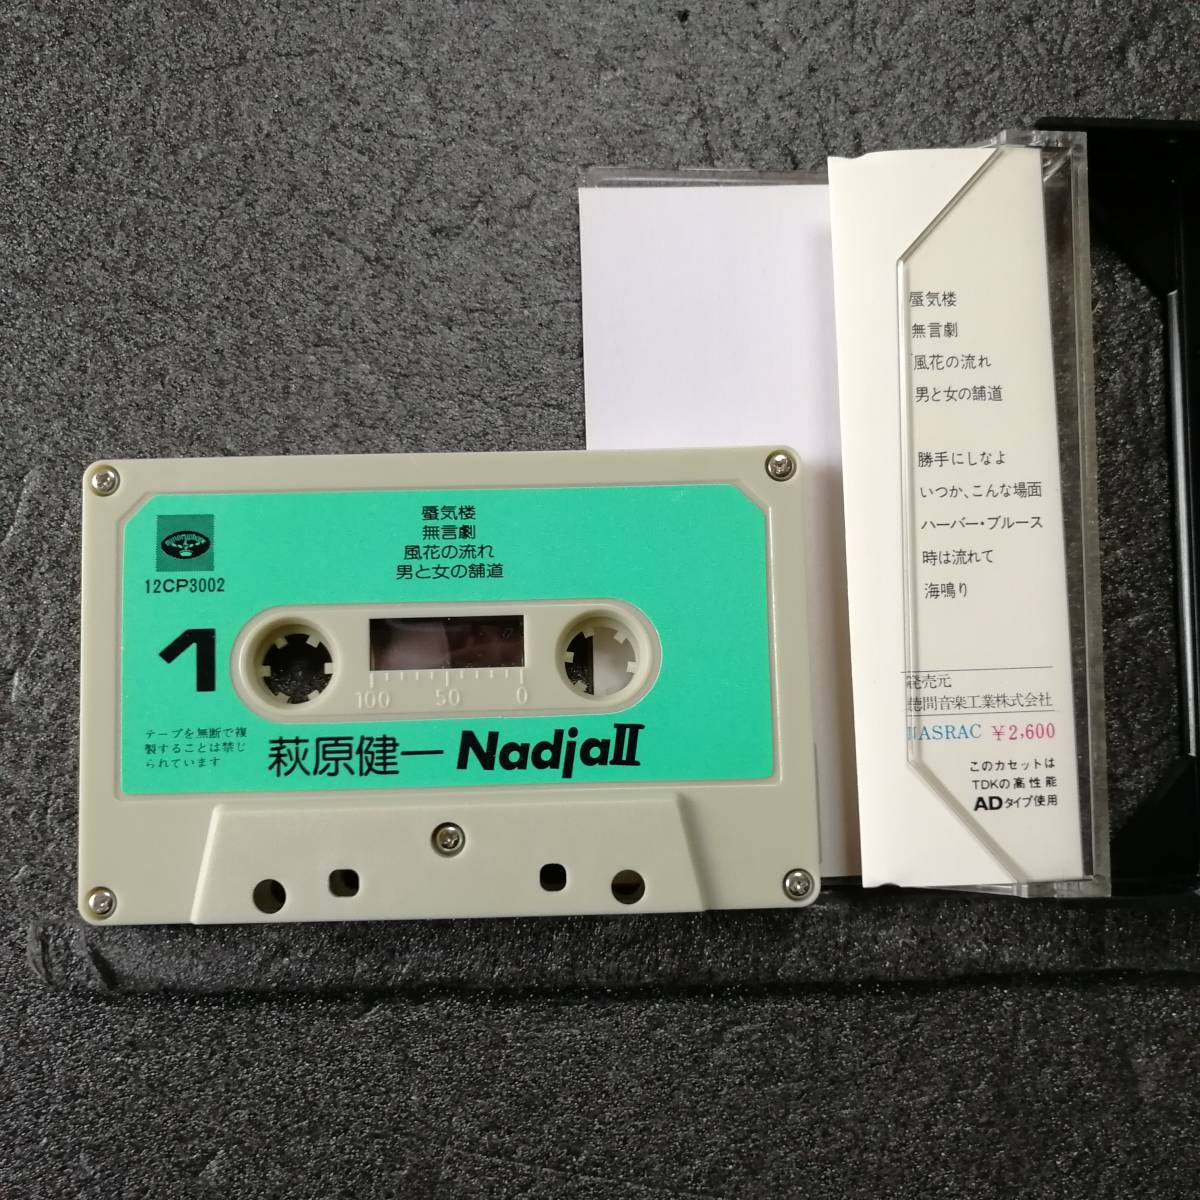 蜃気楼
無言劇
風花の流れ
男と女の舗道
minoruphone
12CP3002
1
100 50 0
テープを無断で複
製することは禁じ
られています
萩原健一 NadjaII
蜃気楼
無言劇
風花の流れ
男と女の舗道
勝手にしなよ
いつか、こんな場面
ハーバー・ブルース
時は流れて
海鳴り
発売元
徳間音楽工業株式会社
JASRAC ¥2,600
このカセットは
TDKの高性能
ADタイプ使用